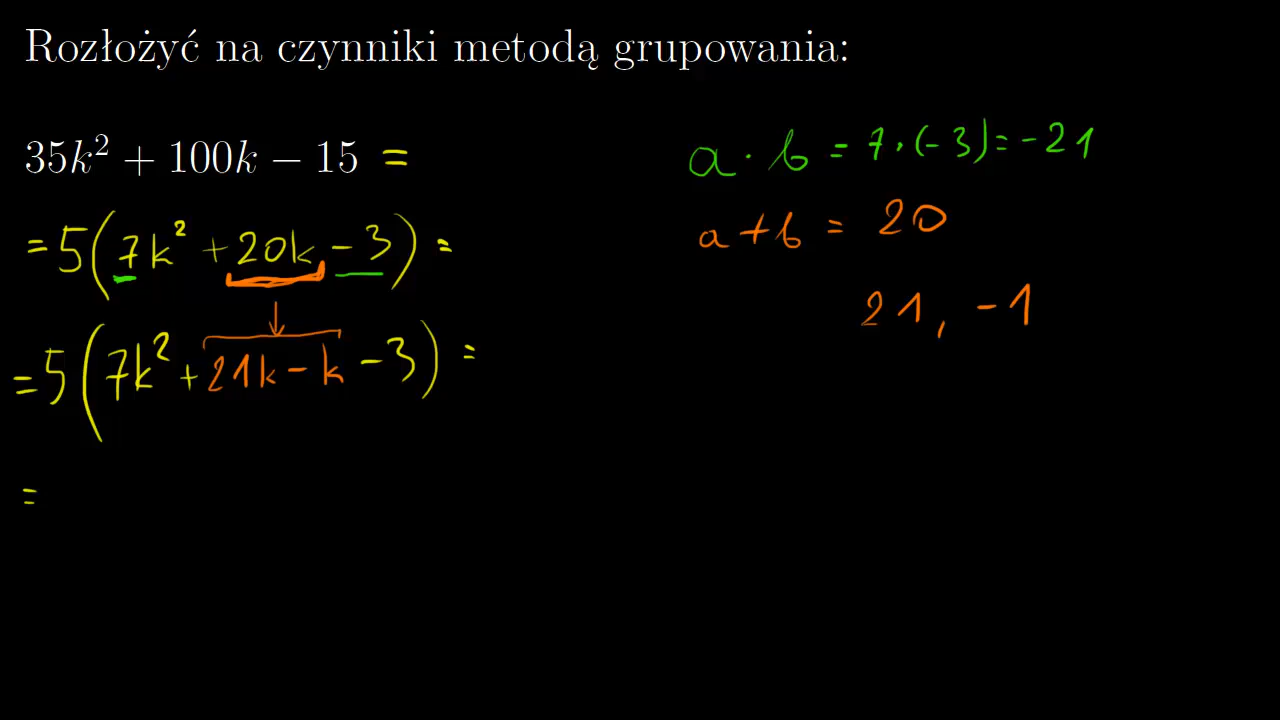 Rozłożyć na czynniki metodą grupowania:
35k² + 100k − 15 =
= 5(7k² + 20k − 3) =
= 5(7k² + 21k − k − 3) =
=
a · b = 7 · (−3) = −21
a + b = 20
21, −1